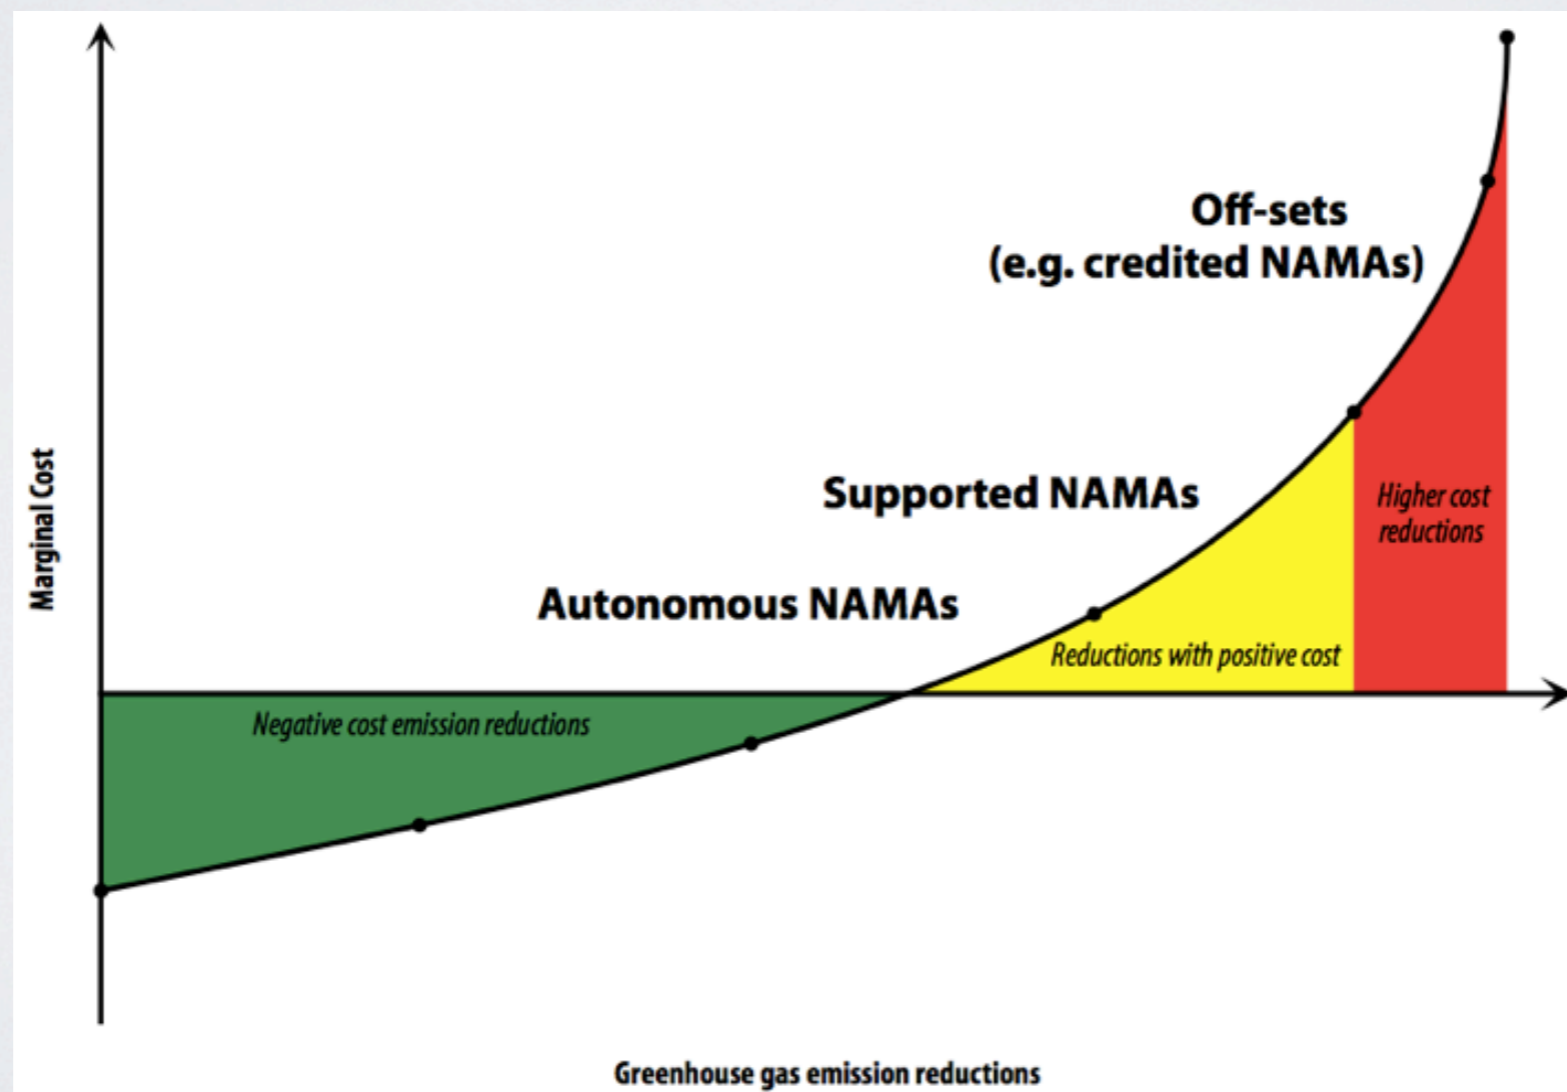 Off-sets
(e.g. credited NAMAs)
Supported NAMAs
Higher cost
reductions
Marginal Cost
Autonomous NAMAs
Reductions with positive cost
Negative cost emission reductions
Greenhouse gas emission reductions